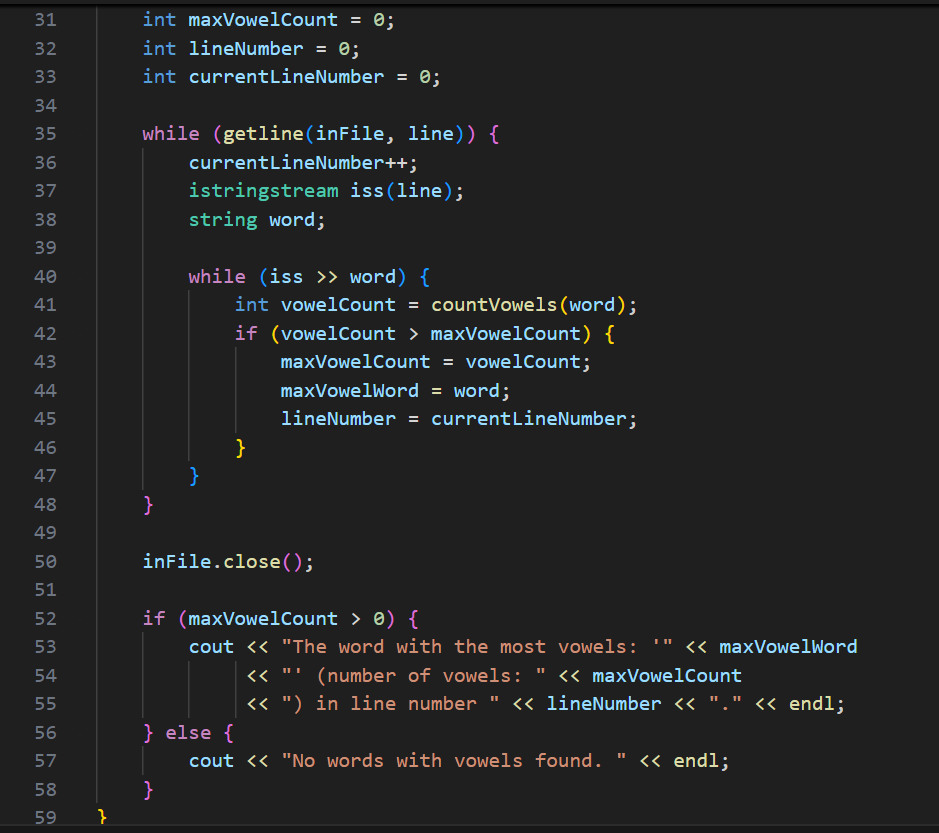 31 int maxVowelCount = 0;
32 int lineNumber = 0;
33 int currentLineNumber = 0;
34
35 while (getline(inFile, line)) {
36 currentLineNumber++;
37 istringstream iss(line);
38 string word;
39
40 while (iss >> word) {
41 int vowelCount = countVowels(word);
42 if (vowelCount > maxVowelCount) {
43 maxVowelCount = vowelCount;
44 maxVowelWord = word;
45 lineNumber = currentLineNumber;
46 }
47 }
48 }
49
50 inFile.close();
51
52 if (maxVowelCount > 0) {
53 cout << "The word with the most vowels: '" << maxVowelWord
54 << "' (number of vowels: " << maxVowelCount
55 << ") in line number " << lineNumber << "." << endl;
56 } else {
57 cout << "No words with vowels found. " << endl;
58 }
59 }